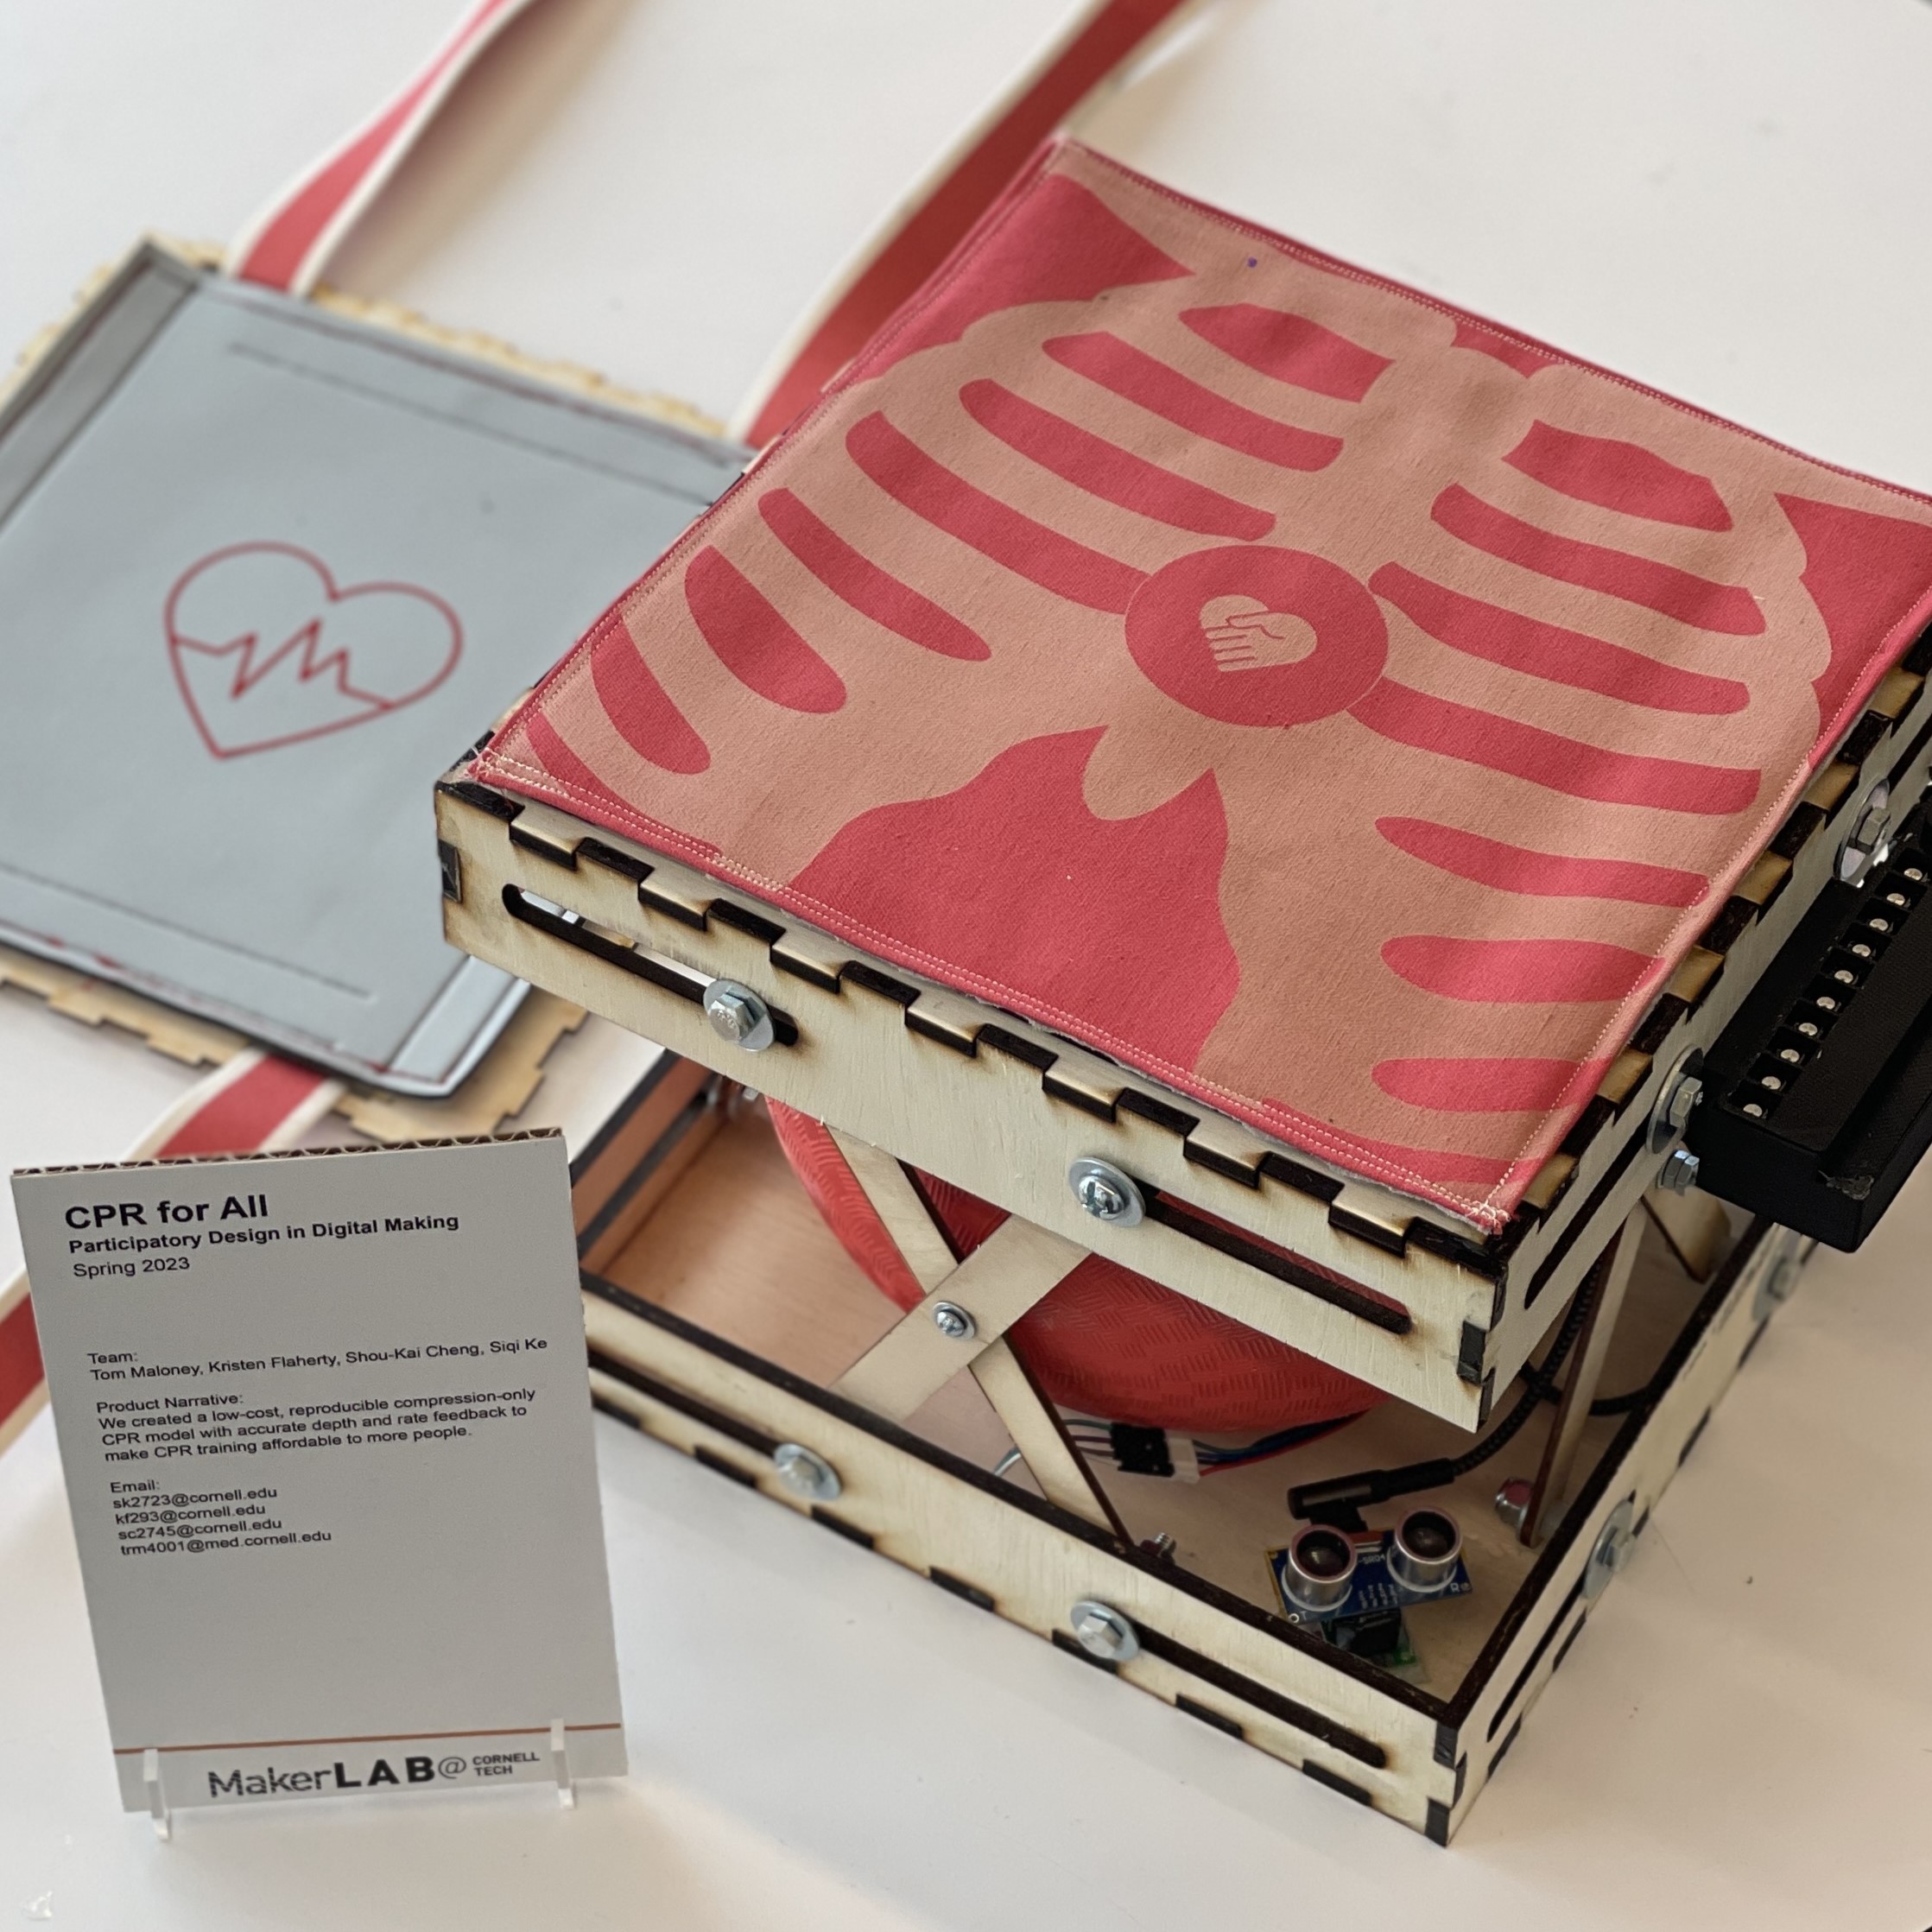 CPR for All
Participatory Design in Digital Making
Spring 2023
Team:
Tom Maloney, Kristen Flaherty, Shou-Kai Cheng, Siqi Ke
Product Narrative:
We created a low-cost, reproducible compression-only
CPR model with accurate depth and rate feedback to
make CPR training affordable to more people.
Email:
sk2723@cornell.edu
kf293@cornell.edu
sc2745@cornell.edu
trm4001@med.cornell.edu
MakerLAB@ CORNELL
TECH